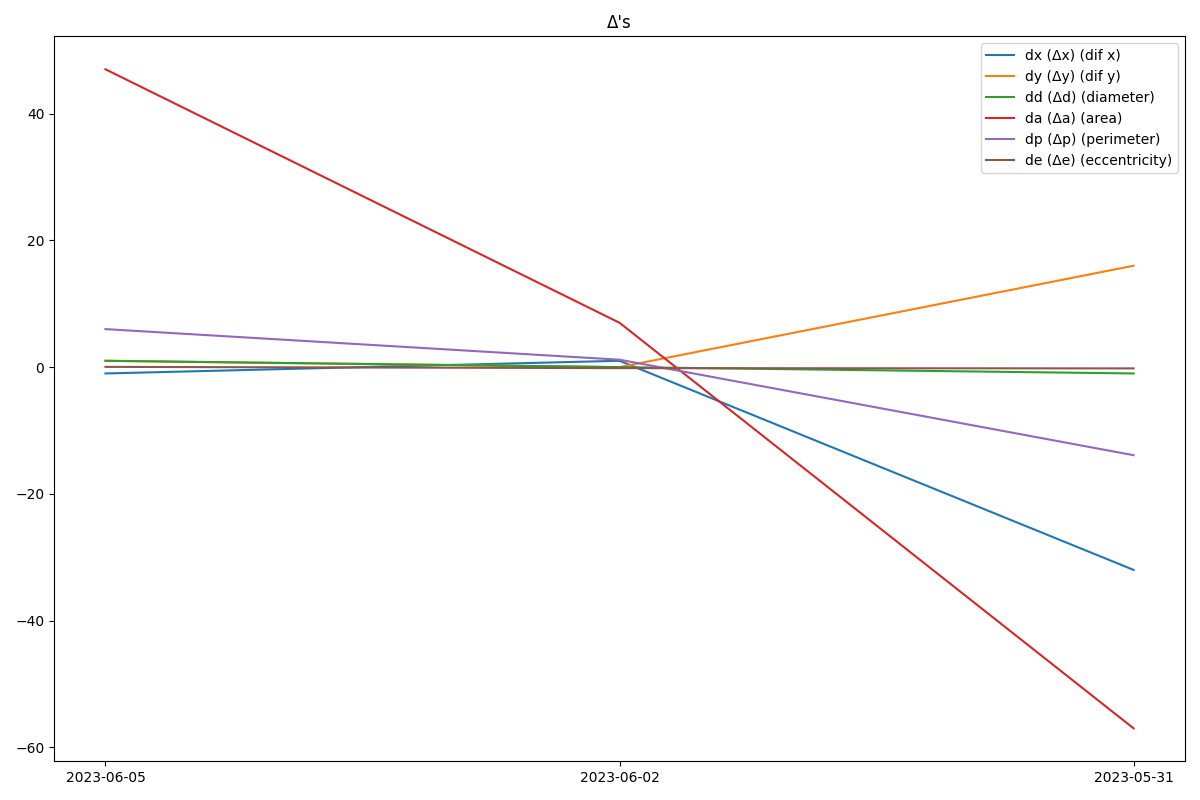 Δ's
dx (Δx) (dif x)
dy (Δy) (dif y)
dd (Δd) (diameter)
da (Δa) (area)
dp (Δp) (perimeter)
de (Δe) (eccentricity)
40
20
0
−20
−40
−60
2023-06-05 2023-06-02 2023-05-31